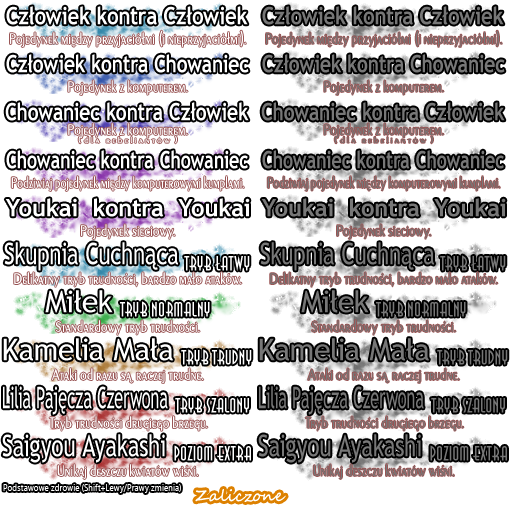 Człowiek kontra Człowiek Człowiek kontra Człowiek
Pojedynek między przyjaciółmi (i nieprzyjaciółmi). Pojedynek między przyjaciółmi (i nieprzyjaciółmi).
Człowiek kontra Chowaniec Człowiek kontra Chowaniec
Pojedynek z komputerem. Pojedynek z komputerem.
Chowaniec kontra Człowiek Chowaniec kontra Człowiek
Pojedynek z komputerem. Pojedynek z komputerem.
(dla subeliantów) (dla subeliantów)
Chowaniec kontra Chowaniec Chowaniec kontra Chowaniec
Podziwiaj pojedynek między komputerowymi kumplami. Podziwiaj pojedynek między komputerowymi kumplami.
Youkai kontra Youkai Youkai kontra Youkai
Pojedynek sieciowy. Pojedynek sieciowy.
Skupnia Cuchnąca TRYB ŁATWY Skupnia Cuchnąca TRYB ŁATWY
Delikatny tryb trudności, bardzo mało ataków. Delikatny tryb trudności, bardzo mało ataków.
Miłek TRYB NORMALNY Miłek TRYB NORMALNY
Standardowy tryb trudności. Standardowy tryb trudności.
Kamelia Mała TRYB TRUDNY Kamelia Mała TRYB TRUDNY
Ataki od razu są raczej trudne. Ataki od razu są raczej trudne.
Lilia Pajęcza Czerwona TRYB SZALONY Lilia Pajęcza Czerwona TRYB SZALONY
Tryb trudności drugiego brzegu. Tryb trudności drugiego brzegu.
Saigyou Ayakashi POZIOM EXTRA Saigyou Ayakashi POZIOM EXTRA
Unikaj deszczu kwiatów wiśni. Unikaj deszczu kwiatów wiśni.
Podstawowe zdrowie (Shift+Lewy/Prawy zmienia) Zaliczone